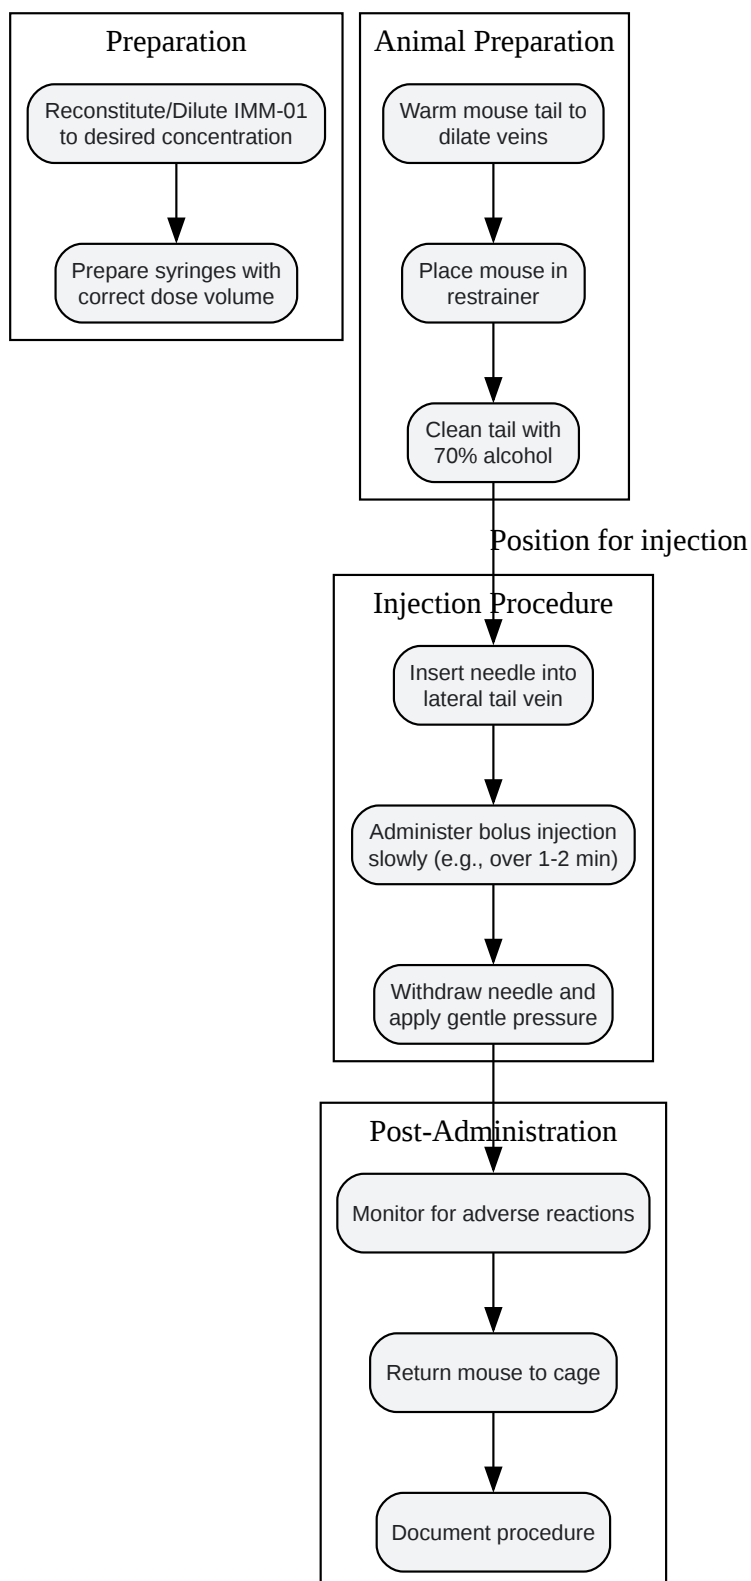 Preparation
Reconstitute/Dilute IMM-01
to desired concentration
Prepare syringes with
correct dose volume
Animal Preparation
Warm mouse tail to
dilate veins
Place mouse in
restrainer
Clean tail with
70% alcohol
Position for injection
Injection Procedure
Insert needle into
lateral tail vein
Administer bolus injection
slowly (e.g., over 1-2 min)
Withdraw needle and
apply gentle pressure
Post-Administration
Monitor for adverse reactions
Return mouse to cage
Document procedure